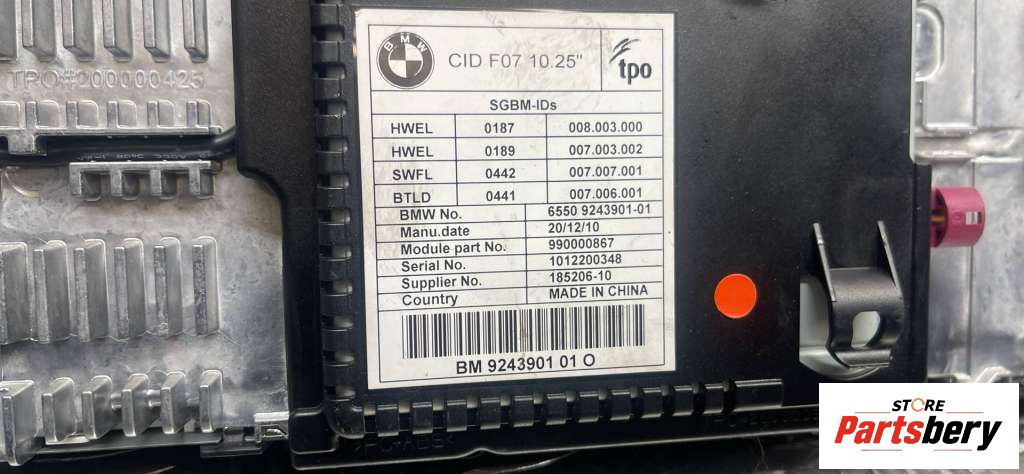 TPO#200000425
BMW
CID F07 10.25"
tpo
SGBM-IDs
HWEL 0187 008.003.000
HWEL 0189 007.003.002
SWFL 0442 007.007.001
BTLD 0441 007.006.001
BMW No. 6550 9243901-01
Manu.date 20/12/10
Module part No. 990000867
Serial No. 1012200348
Supplier No. 185206-10
Country MADE IN CHINA
BM 9243901 01 O
STORE
Partsbery